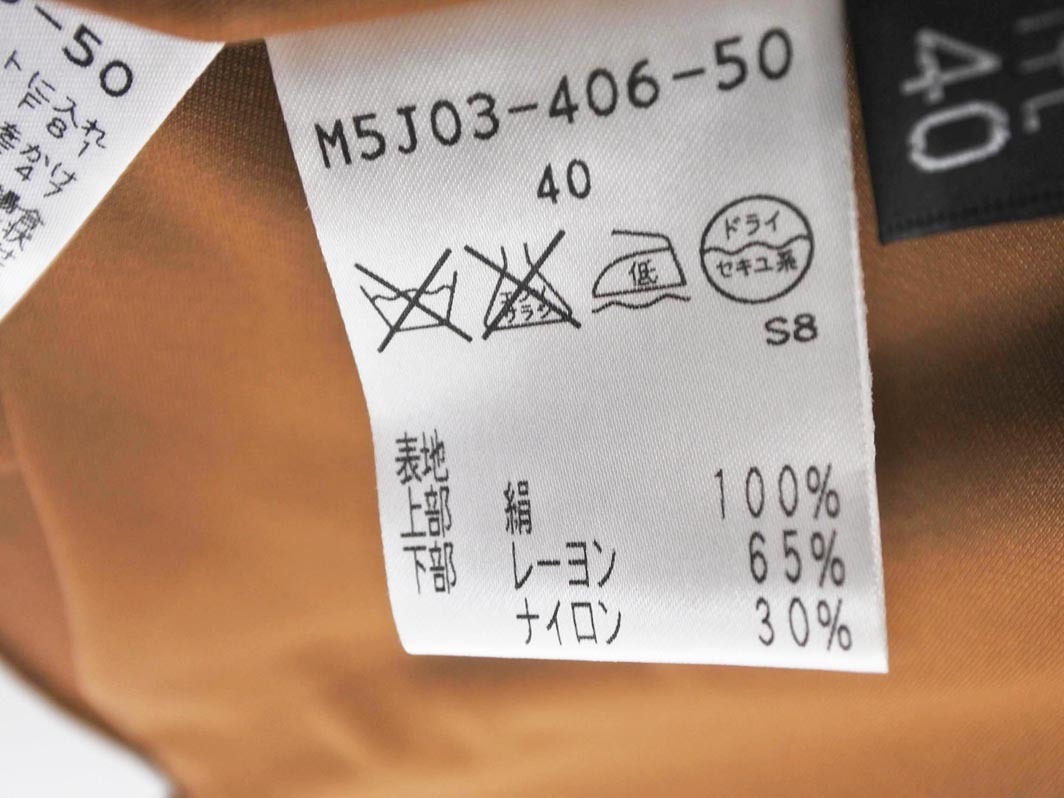 -50
M5J03-406-50
40
低
ドライ
セキユ系
S8
表地
上部 絹 100%
下部 レーヨン 65%
ナイロン 30%
40